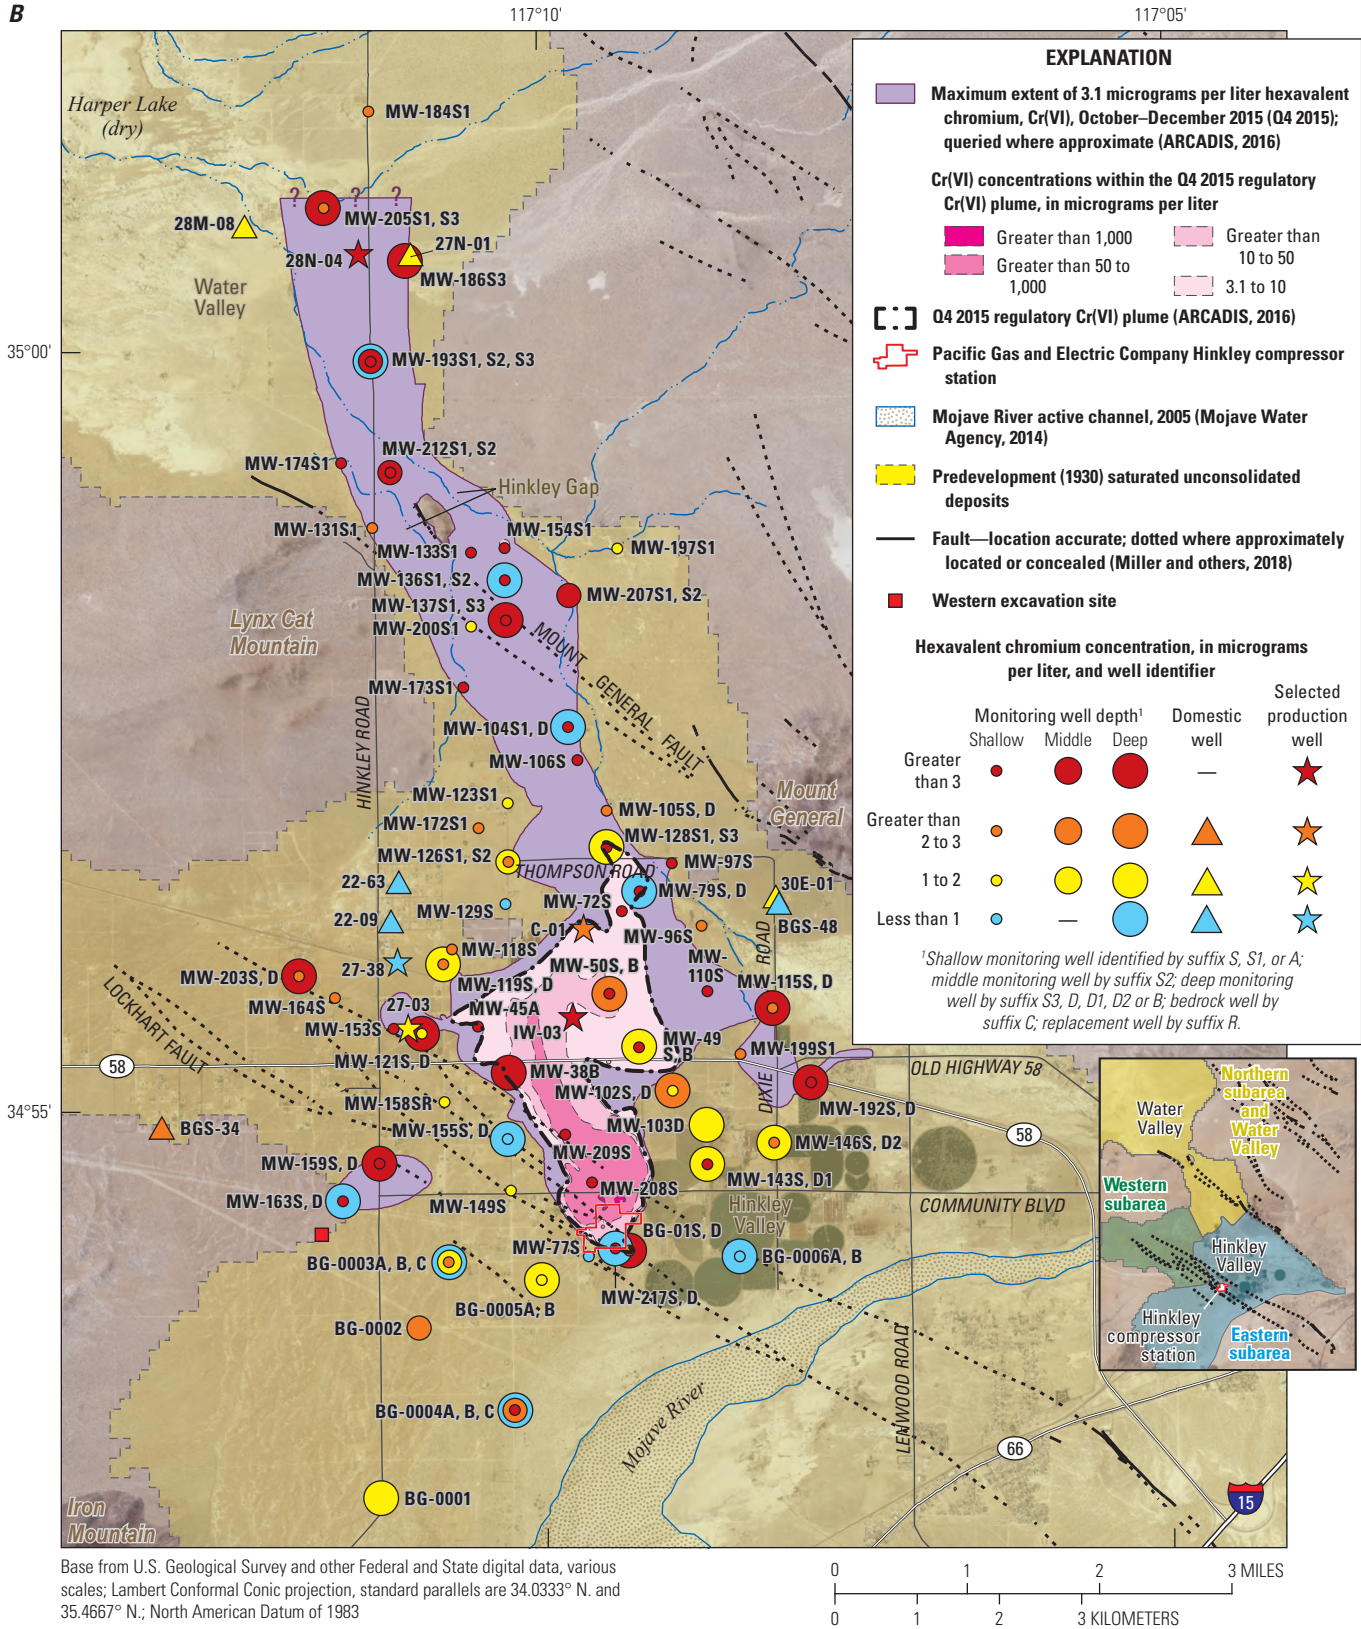 B
117°10'
117°05'
Harper Lake
(dry)
MW-184S1
? ? ?
28M-08
MW-205S1, S3
27N-01
28N-04
MW-186S3
Water
Valley
35°00'
MW-193S1, S2, S3
MW-212S1, S2
MW-174S1
Hinkley Gap
MW-131S1
MW-154S1
MW-133S1
MW-197S1
MW-136S1, S2
MW-207S1, S2
MW-137S1, S3
MW-200S1
Lynx Cat
Mountain
MOUNT GENERAL FAULT
MW-173S1
HINKLEY ROAD
MW-104S1, D
MW-106S
Mount
General
MW-123S1
MW-105S, D
MW-172S1
MW-128S1, S3
MW-126S1, S2
THOMPSON ROAD
MW-97S
22-63
MW-79S, D
30E-01
MW-129S
MW-72S
BGS-48
22-09
C-01
MW-96S
ROAD
MW-118S
27-38
MW-50S, B
MW-
110S
MW-203S, D
MW-119S, D
MW-115S, D
LOCKHART FAULT
MW-164S
27-03
MW-45A
MW-153S
IW-03
MW-49
S, B
MW-121S, D
MW-199S1
58
MW-38B
OLD HIGHWAY 58
MW-102S, D
DIXIE
MW-192S, D
34°55'
MW-158SR
BGS-34
MW-155S, D
MW-103D
58
MW-146S, D2
MW-159S, D
MW-209S
MW-143S, D1
MW-163S, D
MW-208S
MW-149S
Hinkley
Valley
COMMUNITY BLVD
BG-01S, D
MW-77S
BG-0003A, B, C
BG-0006A, B
BG-0005A, B
MW-217S, D
BG-0002
LENWOOD ROAD
BG-0004A, B, C
Mojave River
66
BG-0001
Iron
Mountain
15
EXPLANATION
Maximum extent of 3.1 micrograms per liter hexavalent
chromium, Cr(VI), October–December 2015 (Q4 2015);
queried where approximate (ARCADIS, 2016)
Cr(VI) concentrations within the Q4 2015 regulatory
Cr(VI) plume, in micrograms per liter
Greater than 1,000
Greater than 50 to
1,000
Greater than
10 to 50
3.1 to 10
Q4 2015 regulatory Cr(VI) plume (ARCADIS, 2016)
Pacific Gas and Electric Company Hinkley compressor
station
Mojave River active channel, 2005 (Mojave Water
Agency, 2014)
Predevelopment (1930) saturated unconsolidated
deposits
Fault—location accurate; dotted where approximately
located or concealed (Miller and others, 2018)
Western excavation site
Hexavalent chromium concentration, in micrograms
per liter, and well identifier
Monitoring well depth¹
Shallow Middle Deep
Domestic
well
Selected
production
well
Greater
than 3
—
Greater than
2 to 3
1 to 2
Less than 1
—
¹Shallow monitoring well identified by suffix S, S1, or A;
middle monitoring well by suffix S2; deep monitoring
well by suffix S3, D, D1, D2 or B; bedrock well by
suffix C; replacement well by suffix R.
Northern
subarea
and
Water
Valley
Water
Valley
Western
subarea
Hinkley
Valley
Hinkley
compressor
station
Eastern
subarea
Base from U.S. Geological Survey and other Federal and State digital data, various
scales; Lambert Conformal Conic projection, standard parallels are 34.0333° N. and
35.4667° N.; North American Datum of 1983
0 1 2 3 MILES
0 1 2 3 KILOMETERS